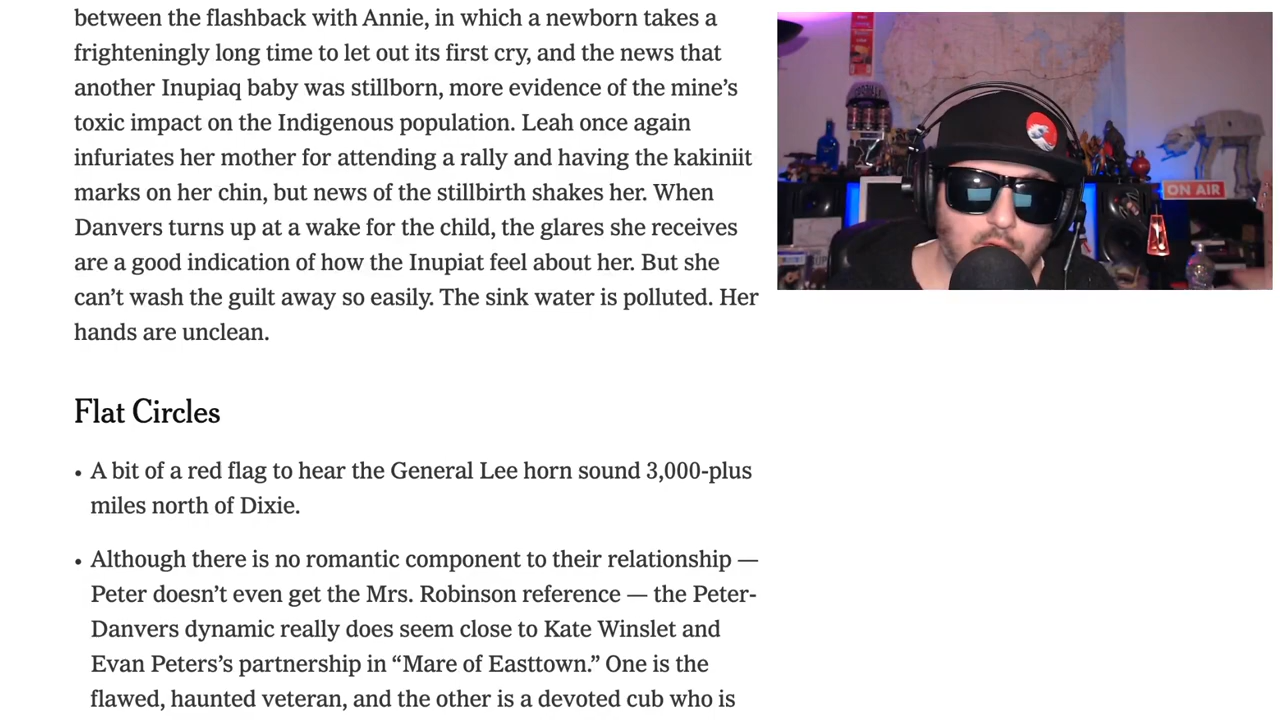 between the flashback with Annie, in which a newborn takes a
frighteningly long time to let out its first cry, and the news that
another Inupiaq baby was stillborn, more evidence of the mine’s
toxic impact on the Indigenous population. Leah once again
infuriates her mother for attending a rally and having the kakiniit
marks on her chin, but news of the stillbirth shakes her. When
Danvers turns up at a wake for the child, the glares she receives
are a good indication of how the Inupiat feel about her. But she
can’t wash the guilt away so easily. The sink water is polluted. Her
hands are unclean.
Flat Circles
• A bit of a red flag to hear the General Lee horn sound 3,000-plus
miles north of Dixie.
• Although there is no romantic component to their relationship —
Peter doesn’t even get the Mrs. Robinson reference — the Peter-
Danvers dynamic really does seem close to Kate Winslet and
Evan Peters’s partnership in “Mare of Easttown.” One is the
flawed, haunted veteran, and the other is a devoted cub who is
ON AIR